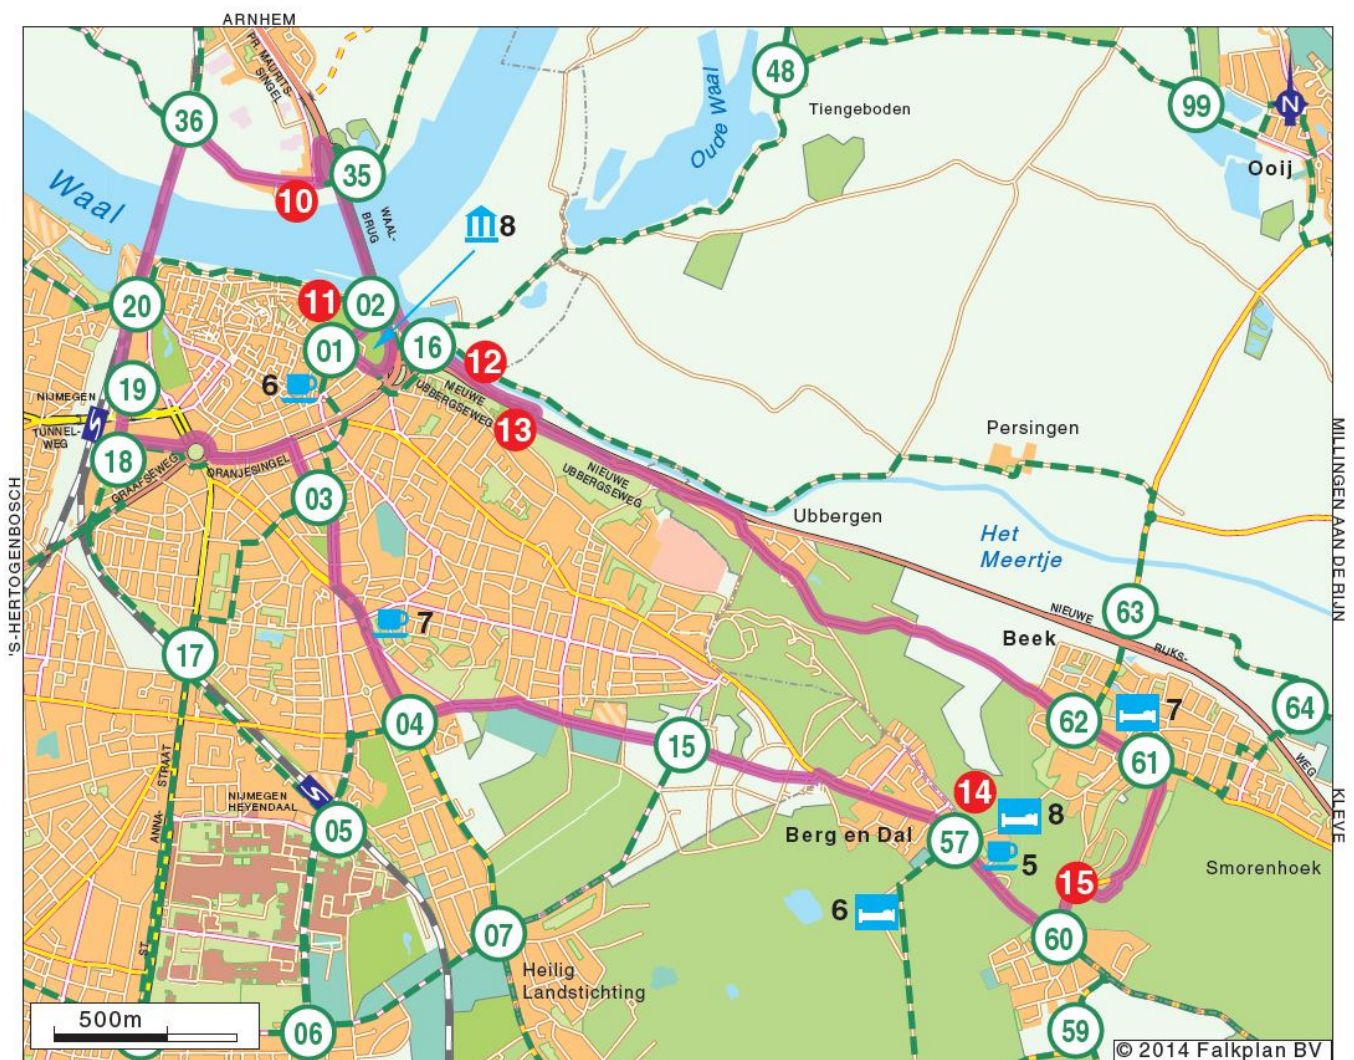 ARNHEM
PR. MAURITS-
SINGEL
48
Tiengeboden
99
N
Ooij
36
35
10
Oude Waal
Waal
WAAL-
BRUG
8
20
11
02
01
16
12
6
19
NIJMEGEN
TUNNEL-
WEG
S
18
GRAAFSEWEG
ORANJESINGEL
NIEUWE
UBBERGSEWEG
13
NIEUWE
UBBERGSEWEG
Persingen
03
Ubbergen
Het
Meertje
'S-HERTOGENBOSCH
MILLINGEN AAN DE RIJN
NIEUWE
RIJKS-
WEG
63
Beek
7
17
04
15
62
7
64
61
ST
ANNA-
STRAAT
NIJMEGEN
HEYENDAAL
S
05
14
8
Berg en Dal
57
5
KLEVE
Smorenhoek
15
6
60
07
Heilig
Landstichting
500m
06
59
© 2014 Falkplan BV